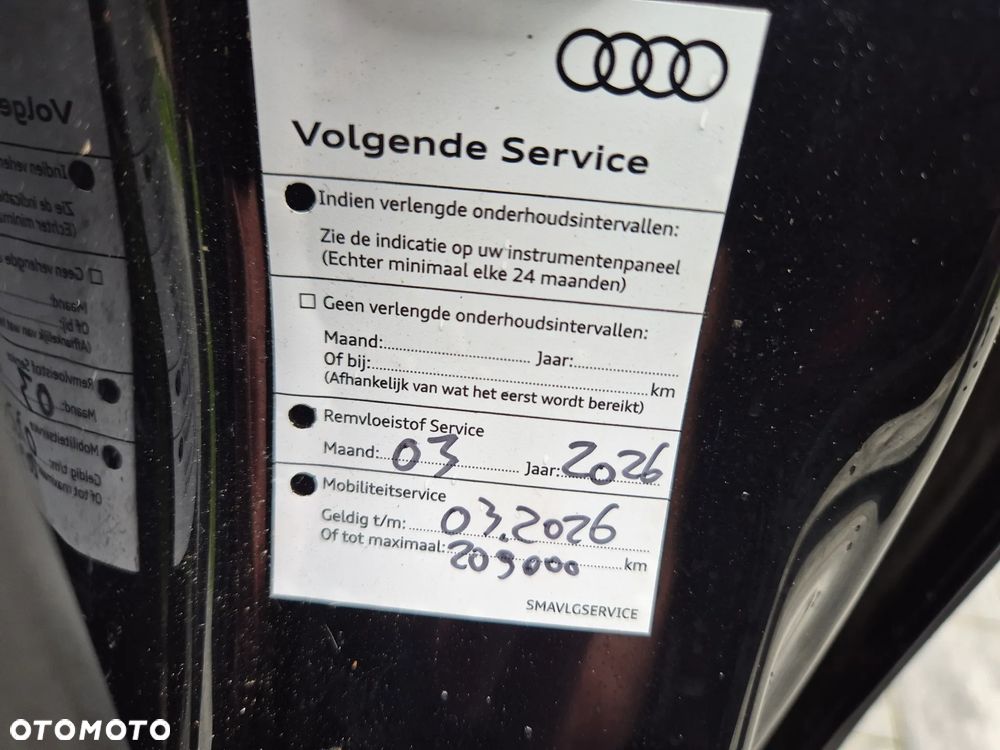 Volgende Service
Indien verlengde onderhoudsintervallen:
Zie de indicatie op uw instrumentenpaneel
(Echter minimaal elke 24 maanden)
Geen verlengde onderhoudsintervallen:
Maand:.............................. Jaar:......................
Of bij:.......................................................... km
(Afhankelijk van wat het eerst wordt bereikt)
Remvloeistof Service
Maand: 03 Jaar: 2026
Mobiliteitservice
Geldig t/m: 03.2026
Of tot maximaal: 209000 km
SMAVLGSERVICE
OTOMOTO